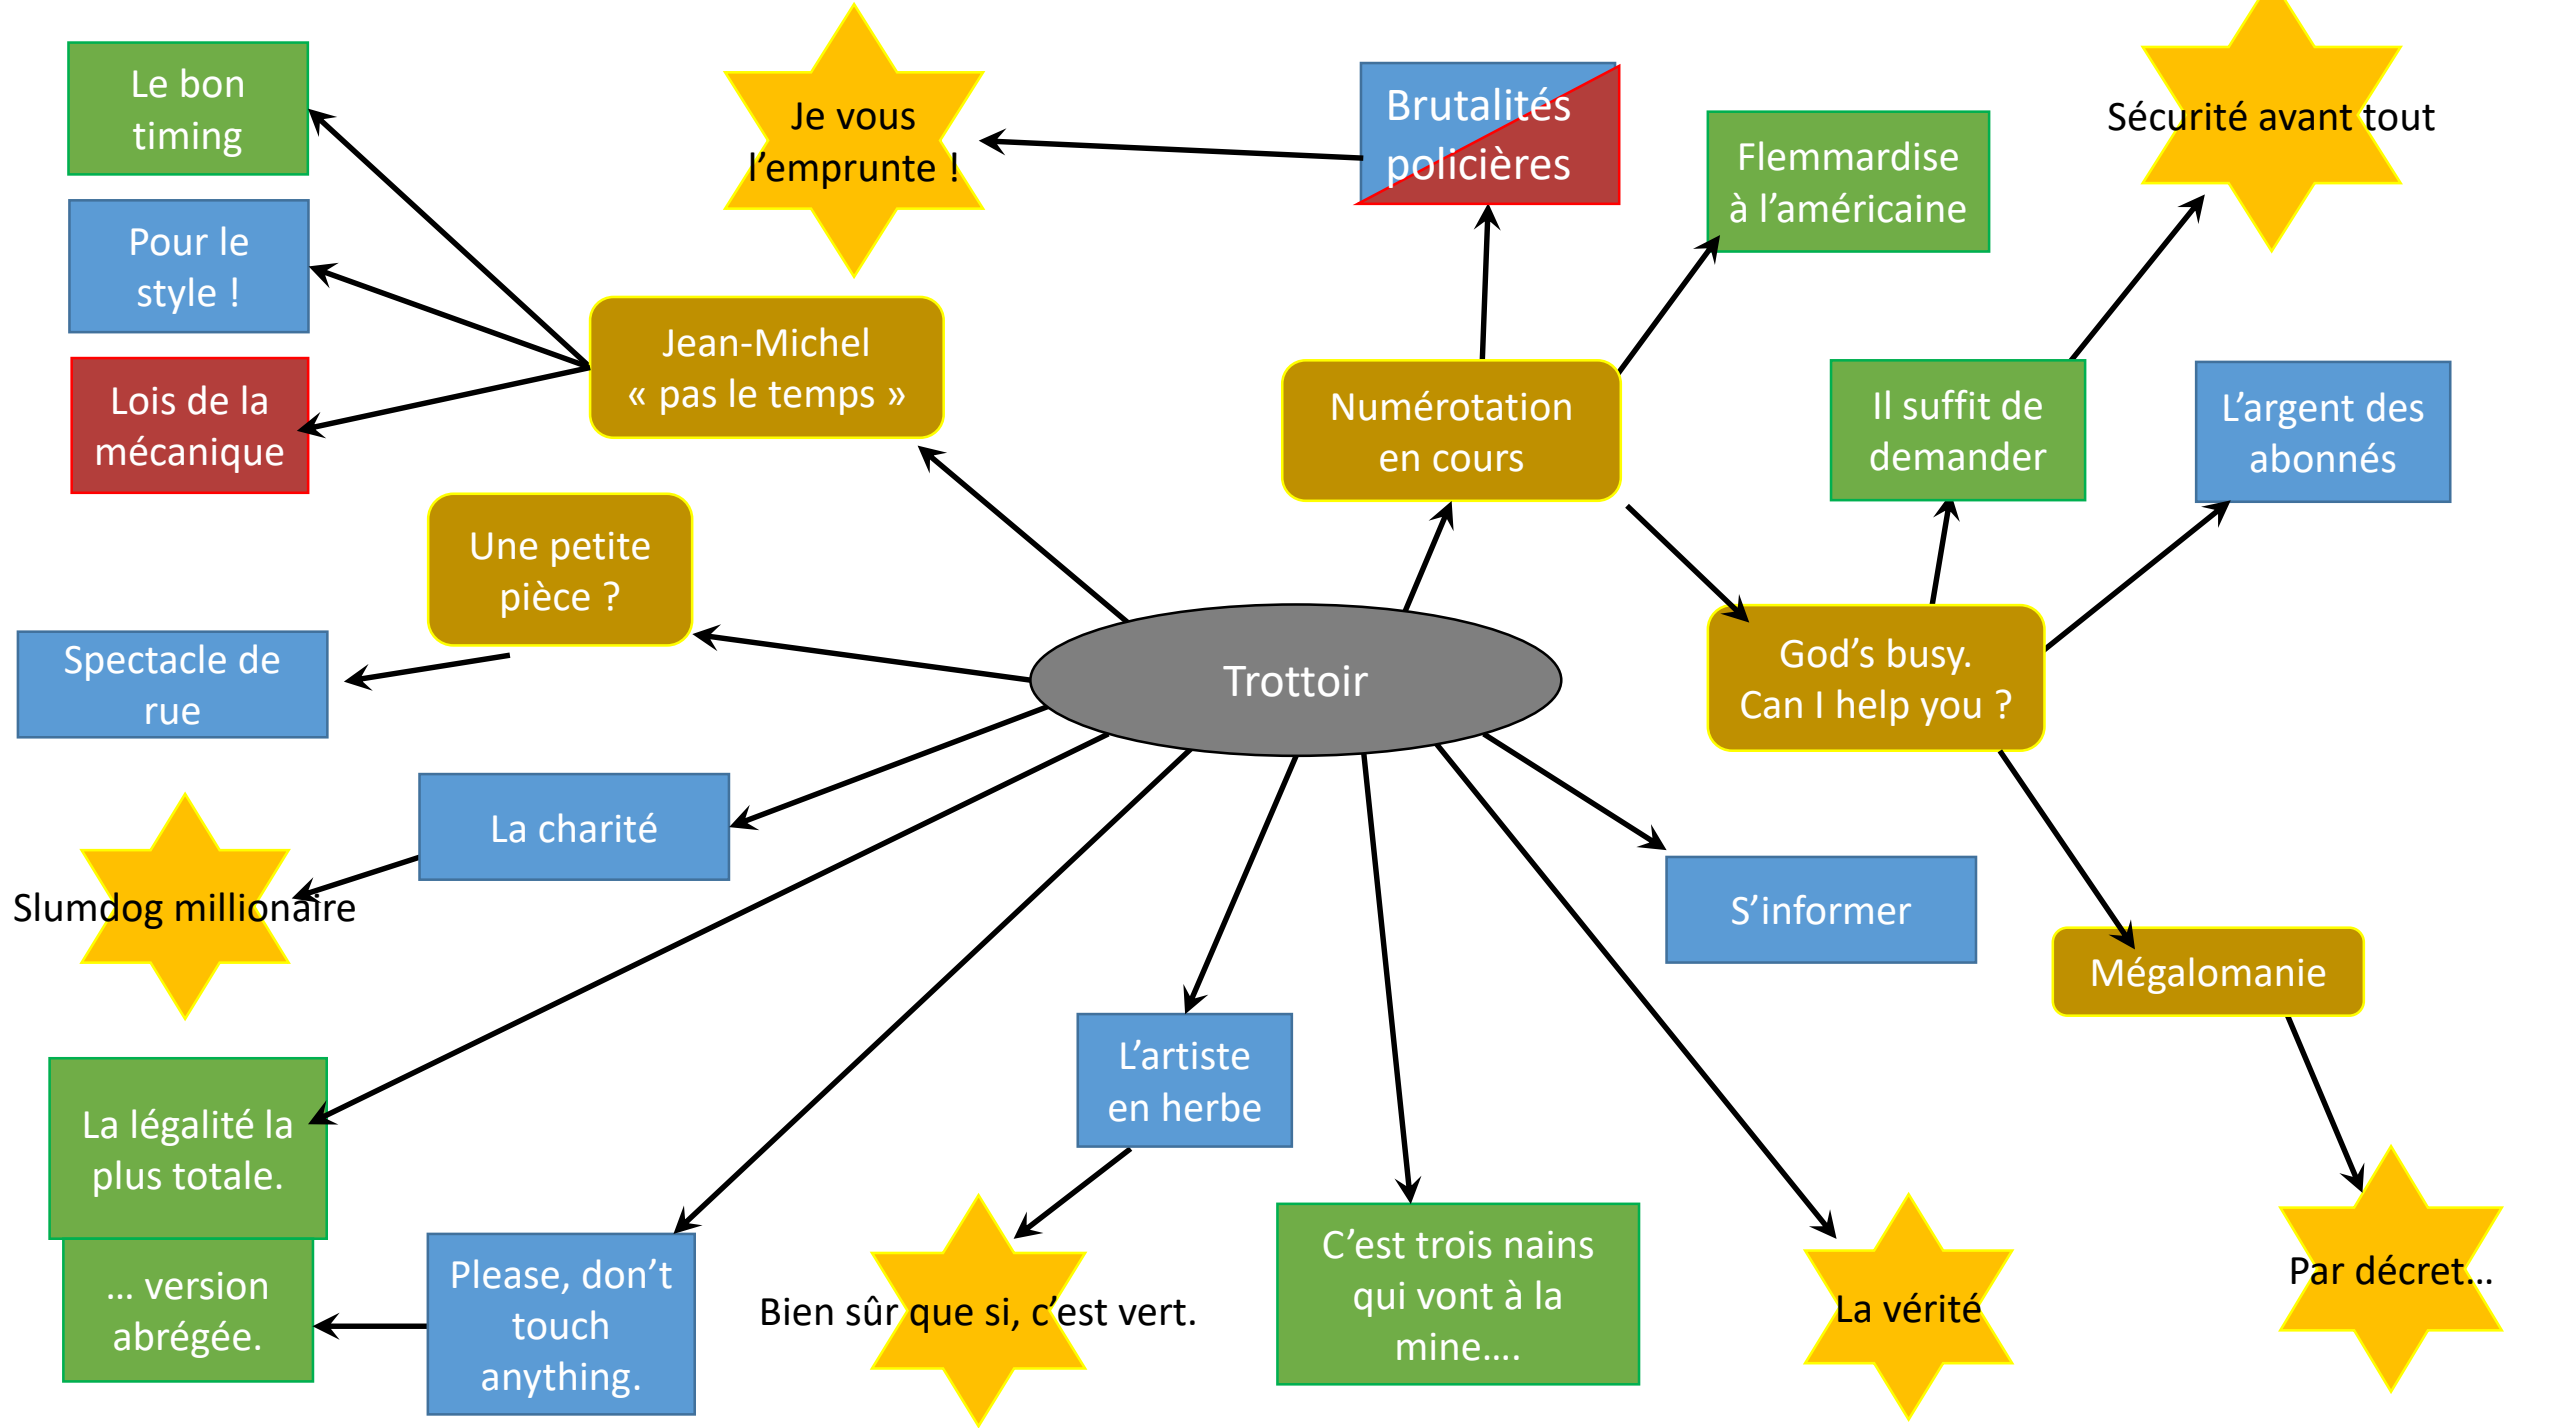 Le bon
timing
Je vous
l’emprunte !
Brutalités
policières
Flemmardise
à l’américaine
Sécurité avant tout
Pour le
style !
Jean-Michel
« pas le temps »
Lois de la
mécanique
Numérotation
en cours
Il suffit de
demander
L’argent des
abonnés
Une petite
pièce ?
Spectacle de
rue
Trottoir
God’s busy.
Can I help you ?
La charité
Slumdog millionaire
S’informer
Mégalomanie
La légalité la
plus totale.
L’artiste
en herbe
... version
abrégée.
Please, don’t
touch
anything.
Bien sûr que si, c’est vert.
C’est trois nains
qui vont à la
mine....
La vérité
Par décret...